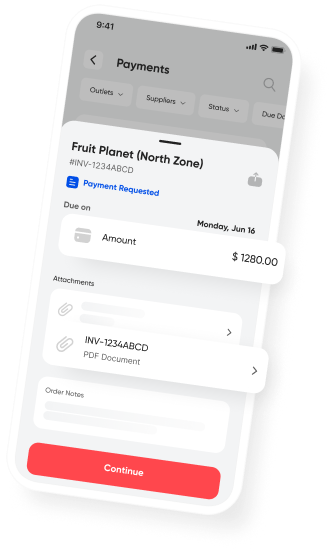 9:41
Payments
Outlets
Suppliers
Status
Due
Fruit Planet (North Zone)
#INV-1234ABCD
Payment Requested
Due on
Monday, Jun 16
Amount
$ 1280.00
Attachments
INV-1234ABCD
PDF Document
Order Notes
Continue